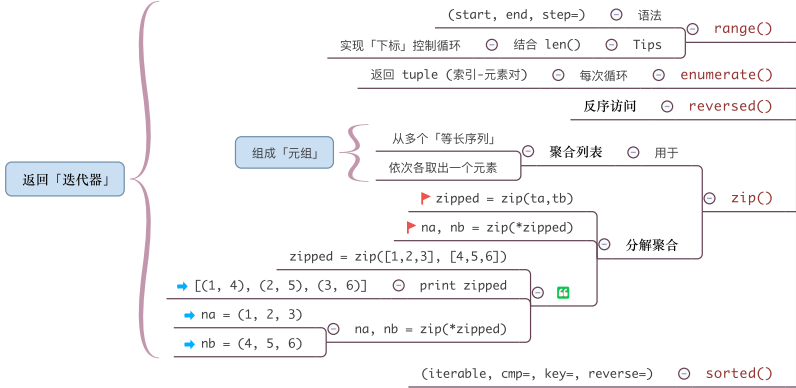 (start, end, step=)
语法
range()
实现「下标」控制循环
结合 len()
Tips
返回 tuple (索引-元素对)
每次循环
enumerate()
反序访问
reversed()
返回「迭代器」
组成「元组」
从多个「等长序列」
依次各取出一个元素
聚合列表
用于
zip()
zipped = zip(ta,tb)
na, nb = zip(*zipped)
分解聚合
zipped = zip([1,2,3], [4,5,6])
[(1, 4), (2, 5), (3, 6)]
print zipped
na = (1, 2, 3)
nb = (4, 5, 6)
na, nb = zip(*zipped)
(iterable, cmp=, key=, reverse=)
sorted()